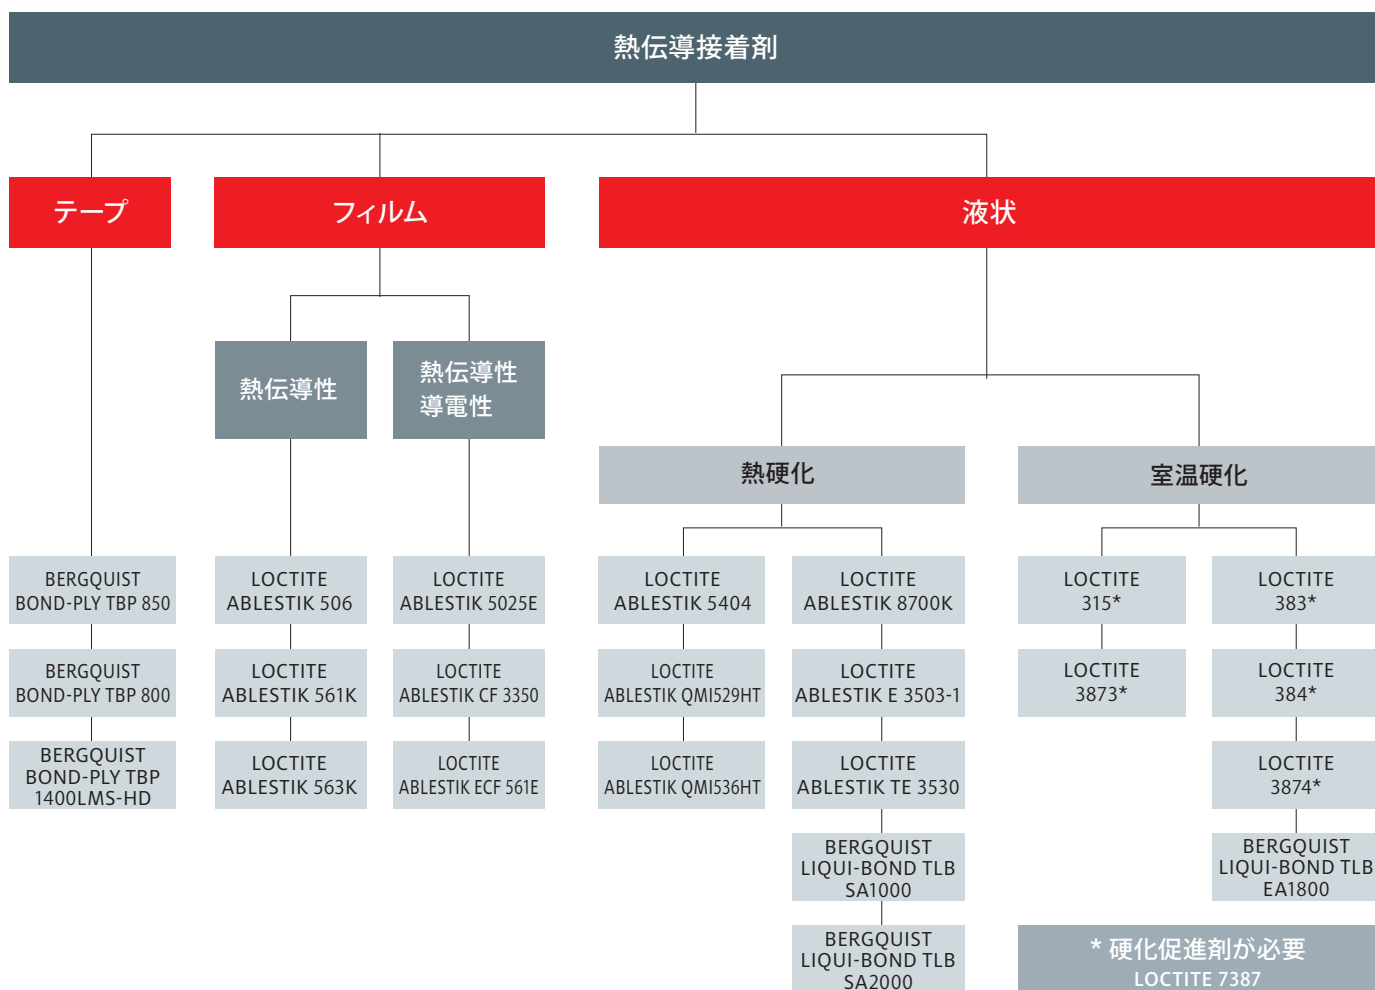 熱伝導接着剤
テープ
フィルム
液状
熱伝導性
熱伝導性
導電性
熱硬化
室温硬化
BERGQUIST
BOND-PLY TBP 850
BERGQUIST
BOND-PLY TBP 800
BERGQUIST
BOND-PLY TBP
1400LMS-HD
LOCTITE
ABLESTIK 506
LOCTITE
ABLESTIK 561K
LOCTITE
ABLESTIK 563K
LOCTITE
ABLESTIK 5025E
LOCTITE
ABLESTIK CF 3350
LOCTITE
ABLESTIK ECF 561E
LOCTITE
ABLESTIK 5404
LOCTITE
ABLESTIK QMI529HT
LOCTITE
ABLESTIK QMI536HT
LOCTITE
ABLESTIK 8700K
LOCTITE
ABLESTIK E 3503-1
LOCTITE
ABLESTIK TE 3530
BERGQUIST
LIQUI-BOND TLB
SA1000
BERGQUIST
LIQUI-BOND TLB
SA2000
LOCTITE
315*
LOCTITE
3873*
LOCTITE
383*
LOCTITE
384*
LOCTITE
3874*
BERGQUIST
LIQUI-BOND TLB
EA1800
* 硬化促進剤が必要
LOCTITE 7387